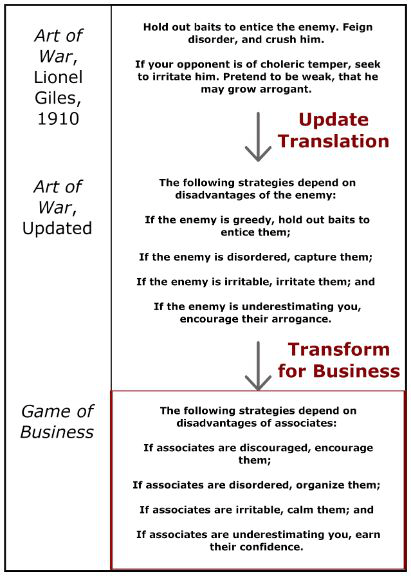 Art of
War,
Lionel
Giles,
1910
Hold out baits to entice the enemy. Feign
disorder, and crush him.
If your opponent is of choleric temper, seek
to irritate him. Pretend to be weak, that he
may grow arrogant.
Update
Translation
Art of
War,
Updated
The following strategies depend on
disadvantages of the enemy:
If the enemy is greedy, hold out baits to
entice them;
If the enemy is disordered, capture them;
If the enemy is irritable, irritate them; and
If the enemy is underestimating you,
encourage their arrogance.
Transform
for Business
Game of
Business
The following strategies depend on
disadvantages of associates:
If associates are discouraged, encourage
them;
If associates are disordered, organize them;
If associates are irritable, calm them; and
If associates are underestimating you, earn
their confidence.